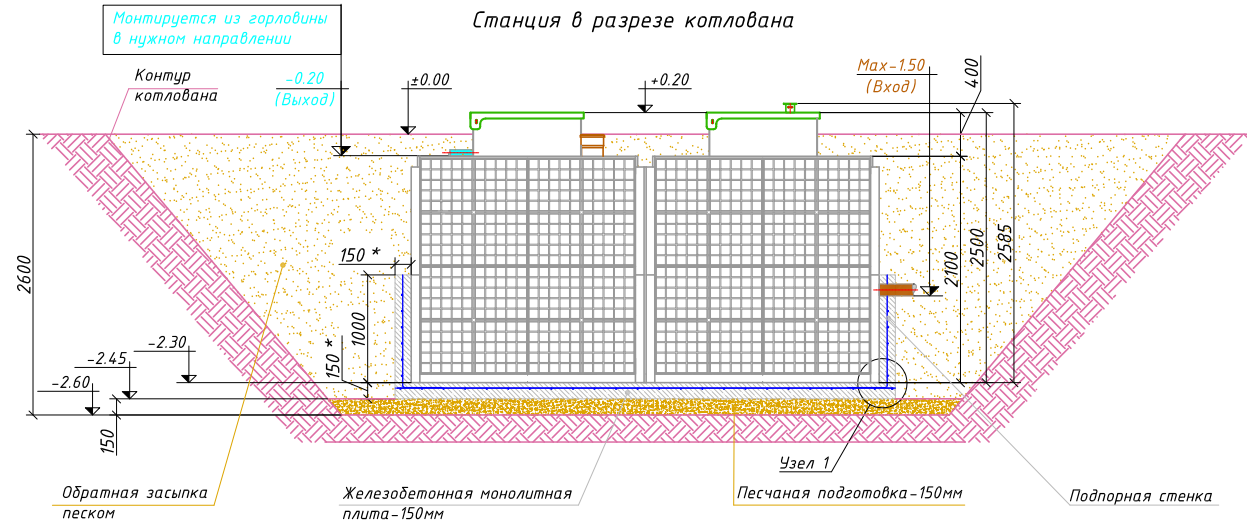 Станция в разрезе котлована
Монтируется из горловины
в нужном направлении
Контур
котлована
-0.20
(Выход)
±0.00
+0.20
Max-1.50
(Вход)
400
2600
150 *
1000
150 *
2100
2500
2585
-2.30
-2.45
-2.60
150
Узел 1
Обратная засыпка
песком
Железобетонная монолитная
плита-150мм
Песчаная подготовка-150мм
Подпорная стенка